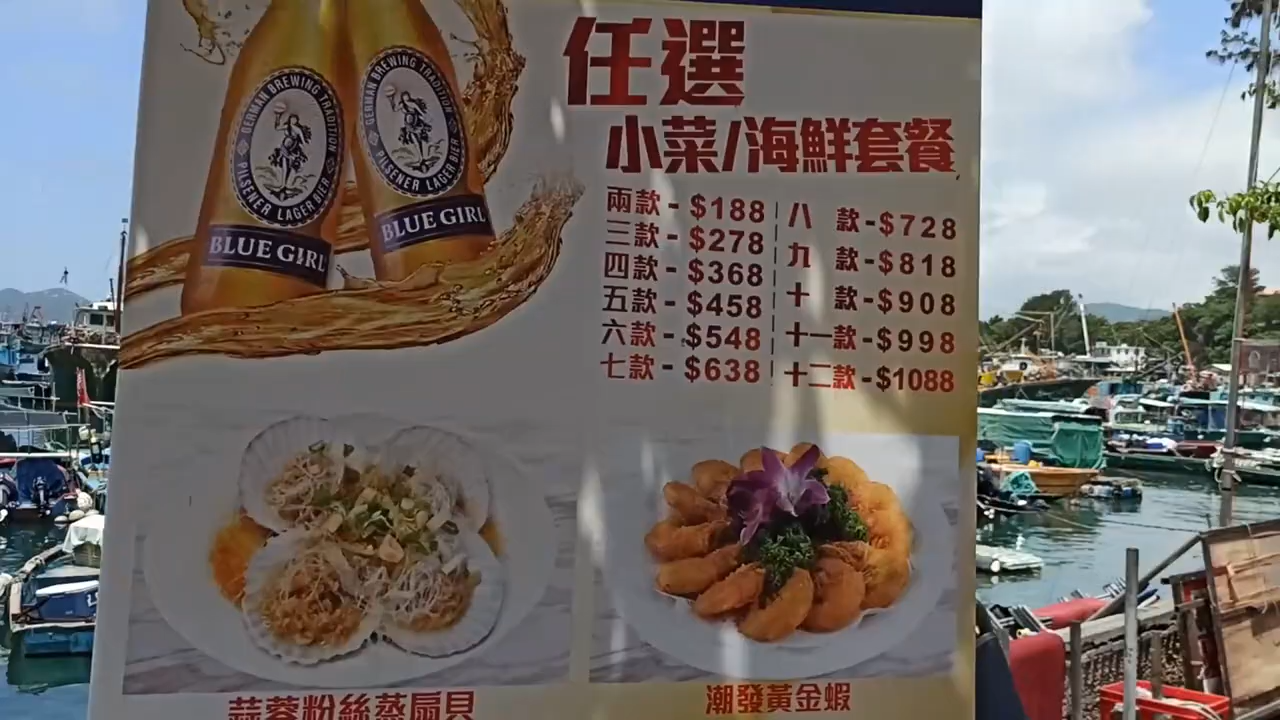 GERMAN BREWING TRADITION
PILSENER LAGER BIER
BLUE GIRL
GERMAN BREWING TRADITION
PILSENER LAGER BIER
BLUE GIRL
任選
小菜/海鮮套餐
兩款-$188
三款-$278
四款-$368
五款-$458
六款-$548
七款-$638
八款-$728
九款-$818
十款-$908
十一款-$998
十二款-$1088
蒜蓉粉絲蒸扇貝
潮發黃金蝦